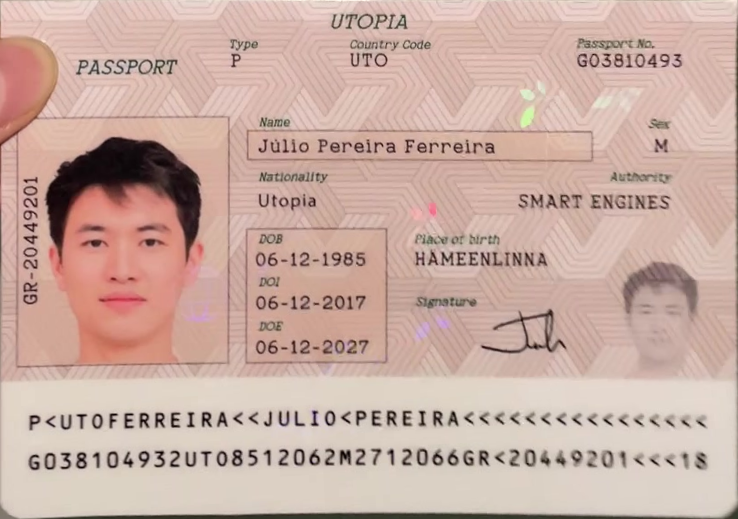 UTOPIA
PASSPORT
Type
P
Country Code
UTO
Passport No.
G03810493
Name
Júlio Pereira Ferreira
Sex
M
Nationality
Utopia
Authority
SMART ENGINES
GR-20449201
DOB
06-12-1985
DOI
06-12-2017
DOE
06-12-2027
Place of birth
HÄMEENLINNA
Signature
P<UTOFERREIRA<<JULIO<PEREIRA<<<<<<<<<<<<<<<<
G038104932UTO8512062M2712066GR<20449201<<<18